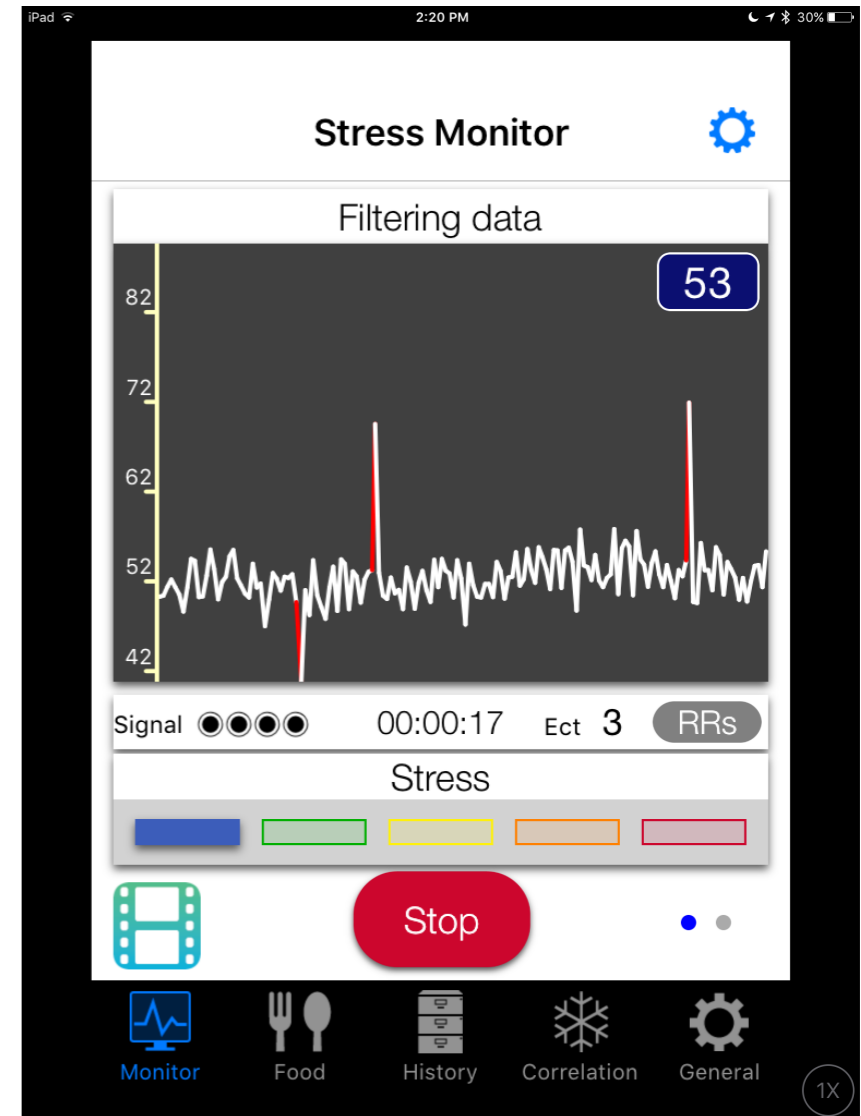 iPad 2:20 PM 30%
Stress Monitor
Filtering data
53
82
72
62
52
42
Signal 00:00:17 Ect 3 RRs
Stress
Stop
Monitor Food History Correlation General
1X